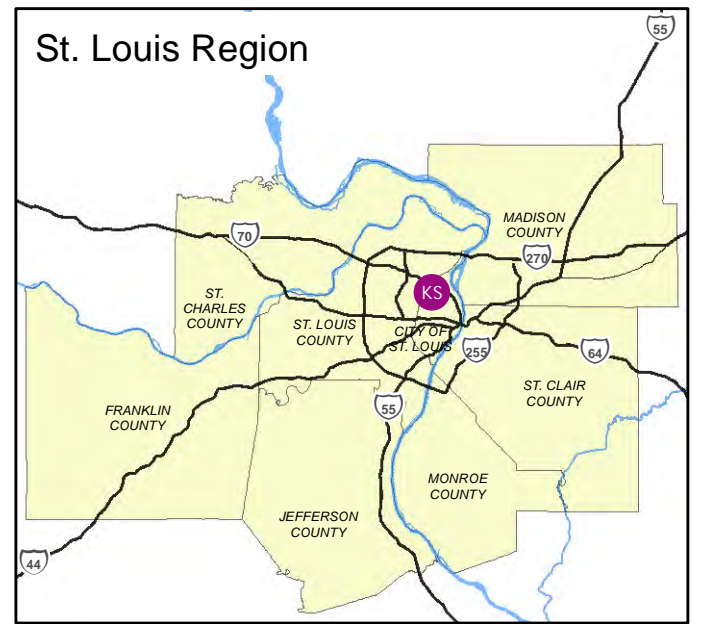 St. Louis Region
55
MADISON
COUNTY
70
270
KS
ST.
CHARLES
COUNTY
ST. LOUIS
COUNTY
CITY OF
ST. LOUIS
255
64
ST. CLAIR
COUNTY
FRANKLIN
COUNTY
55
MONROE
COUNTY
JEFFERSON
COUNTY
44